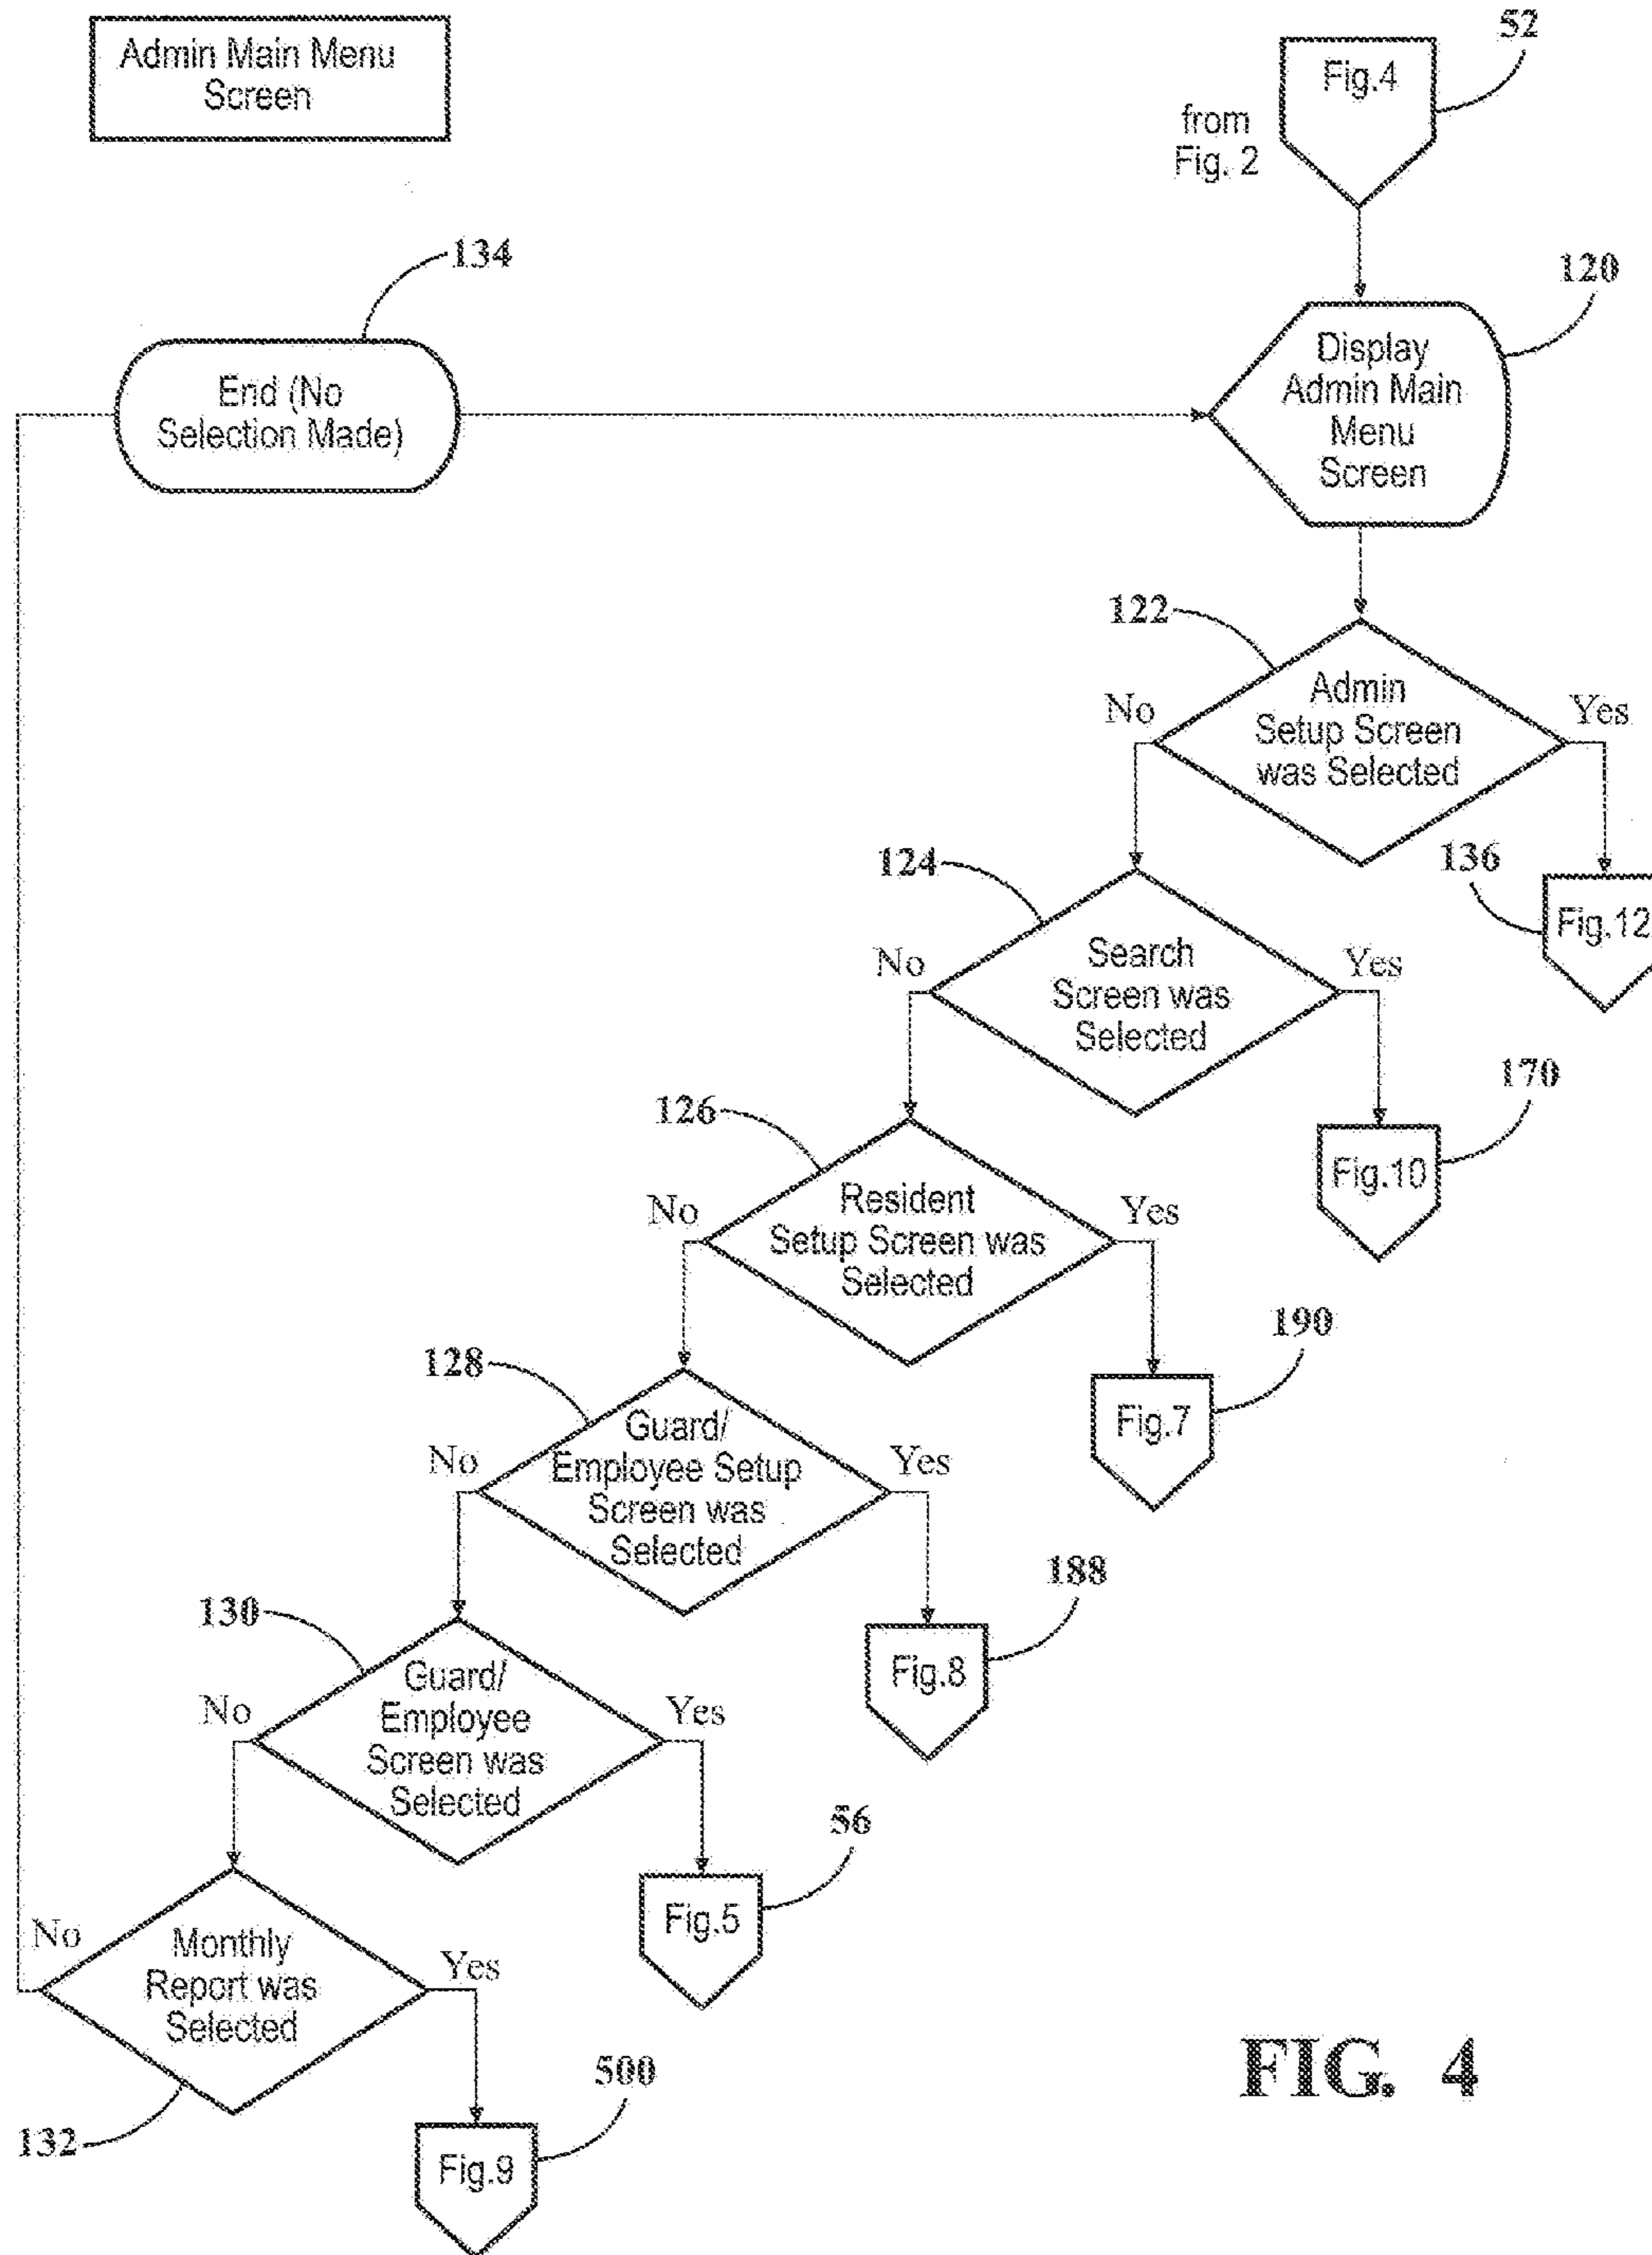 Admin Main Menu
Screen
52
Fig.4
from
Fig. 2
134
120
End (No
Selection Made)
Display
Admin Main
Menu
Screen
122
No
Admin
Setup Screen
was Selected
Yes
124
136
Fig.12
No
Search
Screen was
Selected
Yes
170
Fig.10
126
No
Resident
Setup Screen was
Selected
Yes
190
Fig.7
128
No
Guard/
Employee Setup
Screen was
Selected
Yes
188
Fig.8
130
No
Guard/
Employee
Screen was
Selected
Yes
56
Fig.5
No
Monthly
Report was
Selected
Yes
132
500
Fig.9
FIG. 4